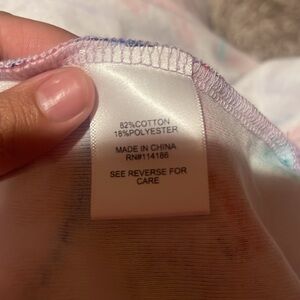 82%COTTON
18%POLYESTER
MADE IN CHINA
RN#114186
SEE REVERSE FOR
CARE